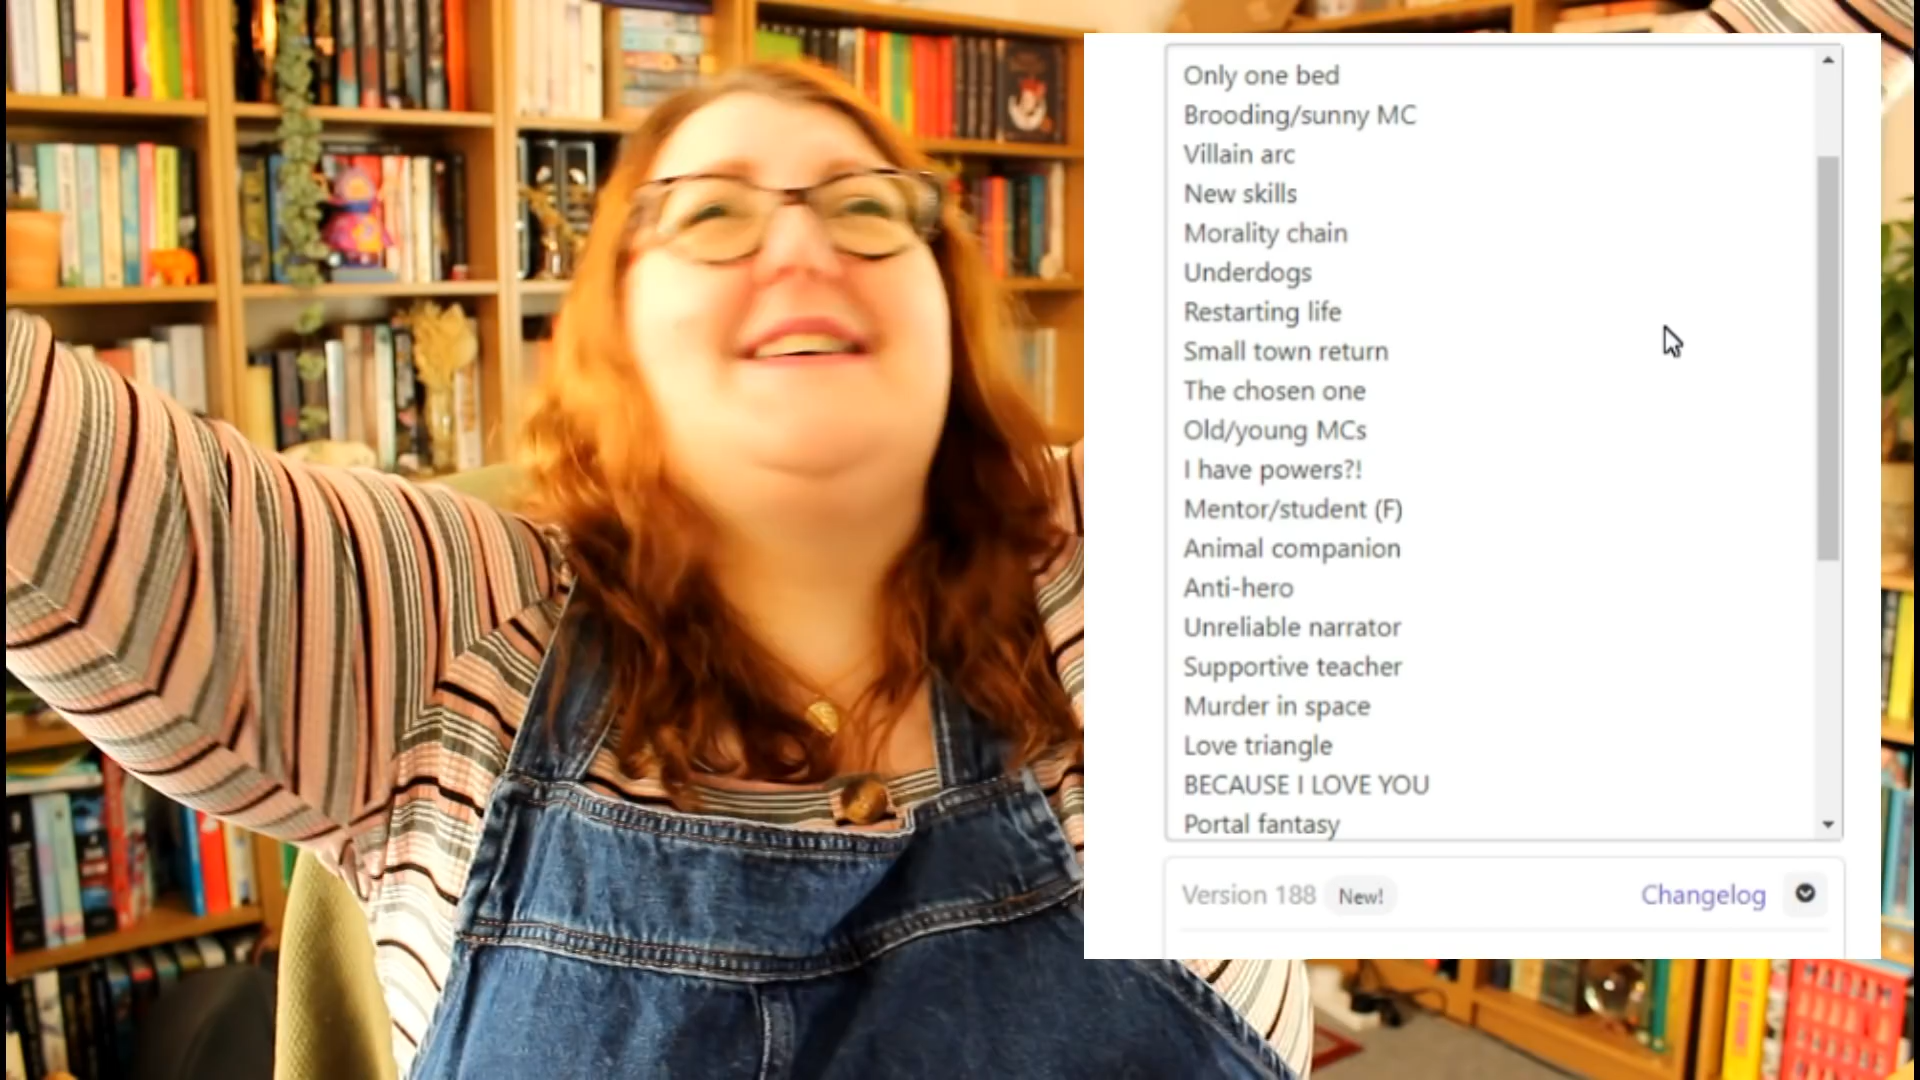 Only one bed
Brooding/sunny MC
Villain arc
New skills
Morality chain
Underdogs
Restarting life
Small town return
The chosen one
Old/young MCs
I have powers?!
Mentor/student (F)
Animal companion
Anti-hero
Unreliable narrator
Supportive teacher
Murder in space
Love triangle
BECAUSE I LOVE YOU
Portal fantasy
Version 188 New! Changelog